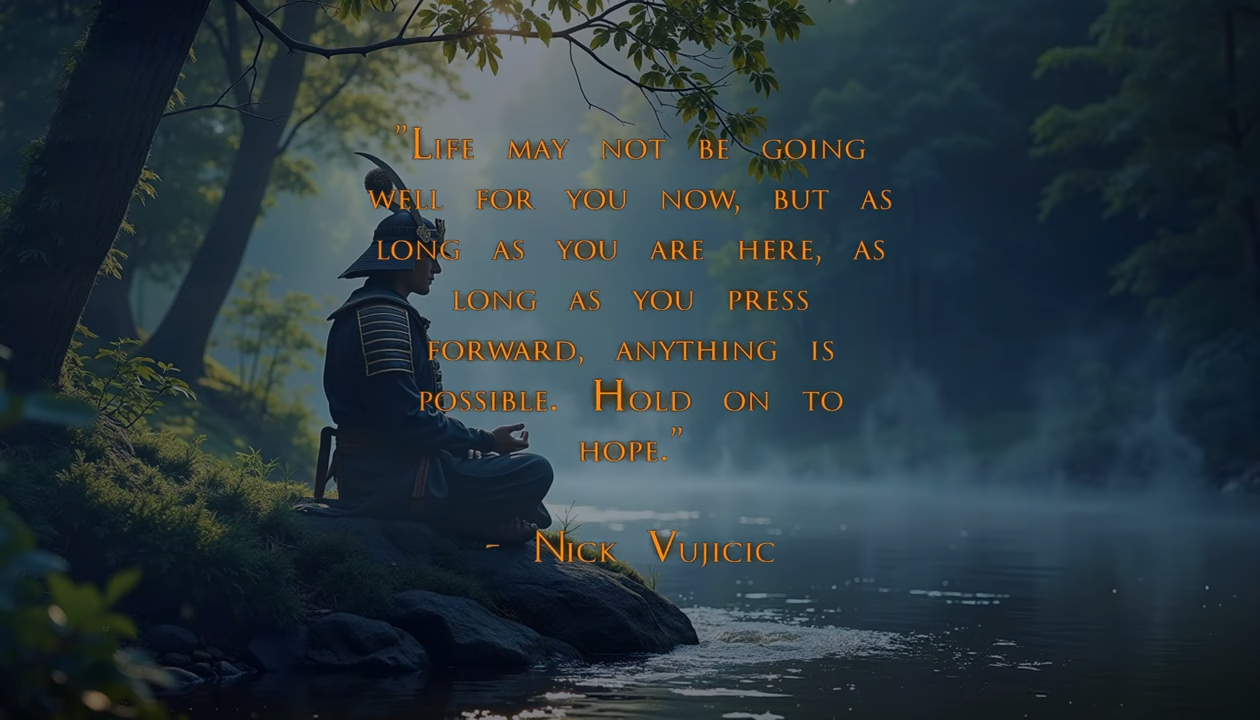 "Life may not be going
well for you now, but as
long as you are here, as
long as you press
forward, anything is
possible. Hold on to
hope."
- Nick Vujicic